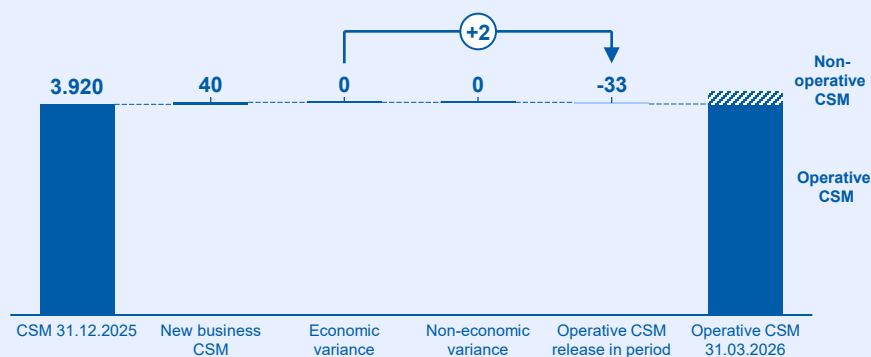 +2
3.920
40
0
0
-33
Non-
operative
CSM
Operative
CSM
CSM 31.12.2025
New business
CSM
Economic
variance
Non-economic
variance
Operative CSM
release in period
Operative CSM
31.03.2026